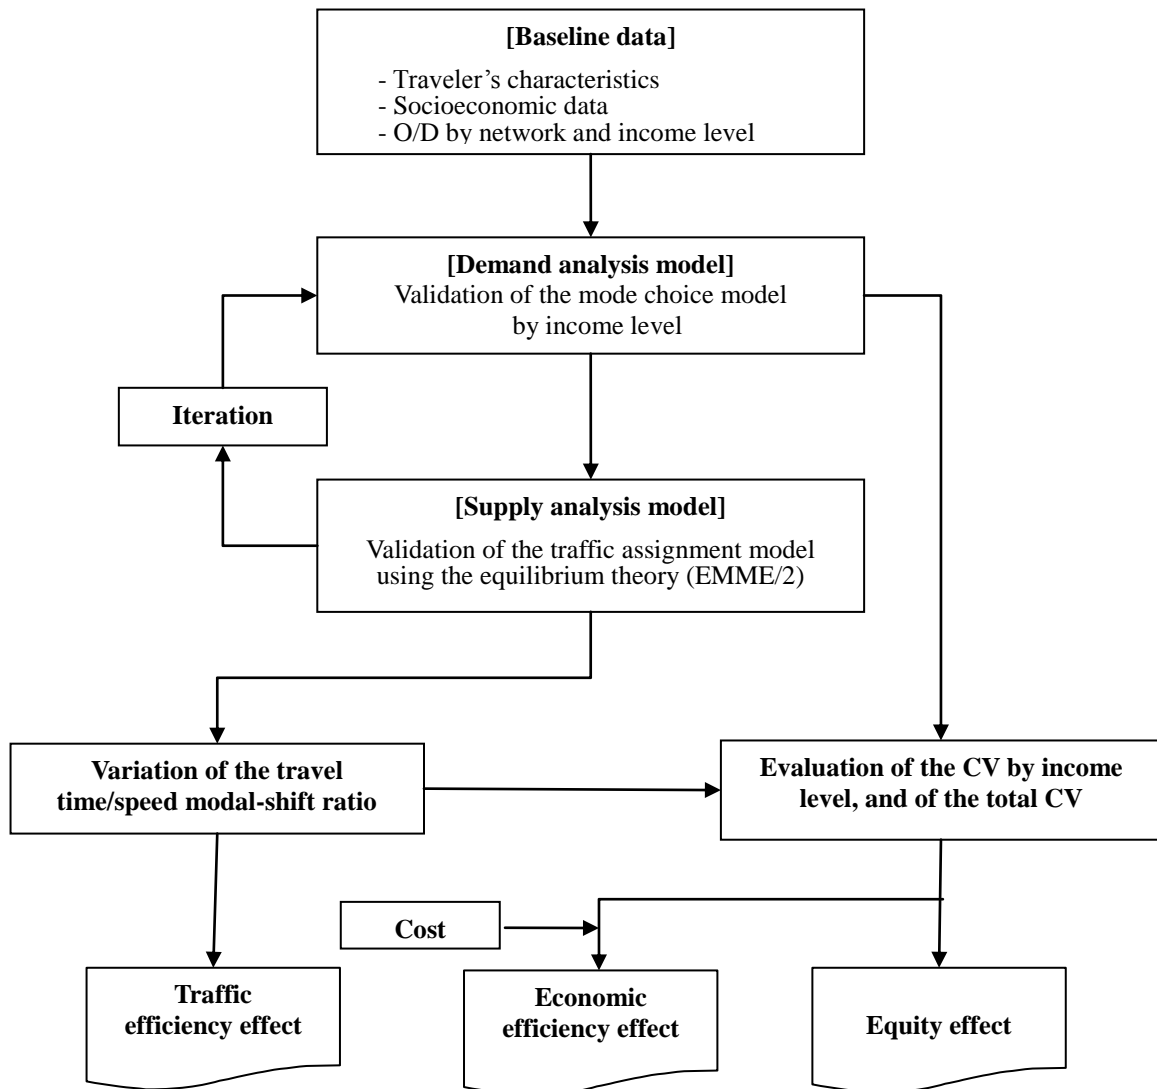 [Baseline data]
- Traveler’s characteristics
- Socioeconomic data
- O/D by network and income level
[Demand analysis model]
Validation of the mode choice model
by income level
Iteration
[Supply analysis model]
Validation of the traffic assignment model
using the equilibrium theory (EMME/2)
Variation of the travel
time/speed modal-shift ratio
Evaluation of the CV by income
level, and of the total CV
Cost
Traffic
efficiency effect
Economic
efficiency effect
Equity effect